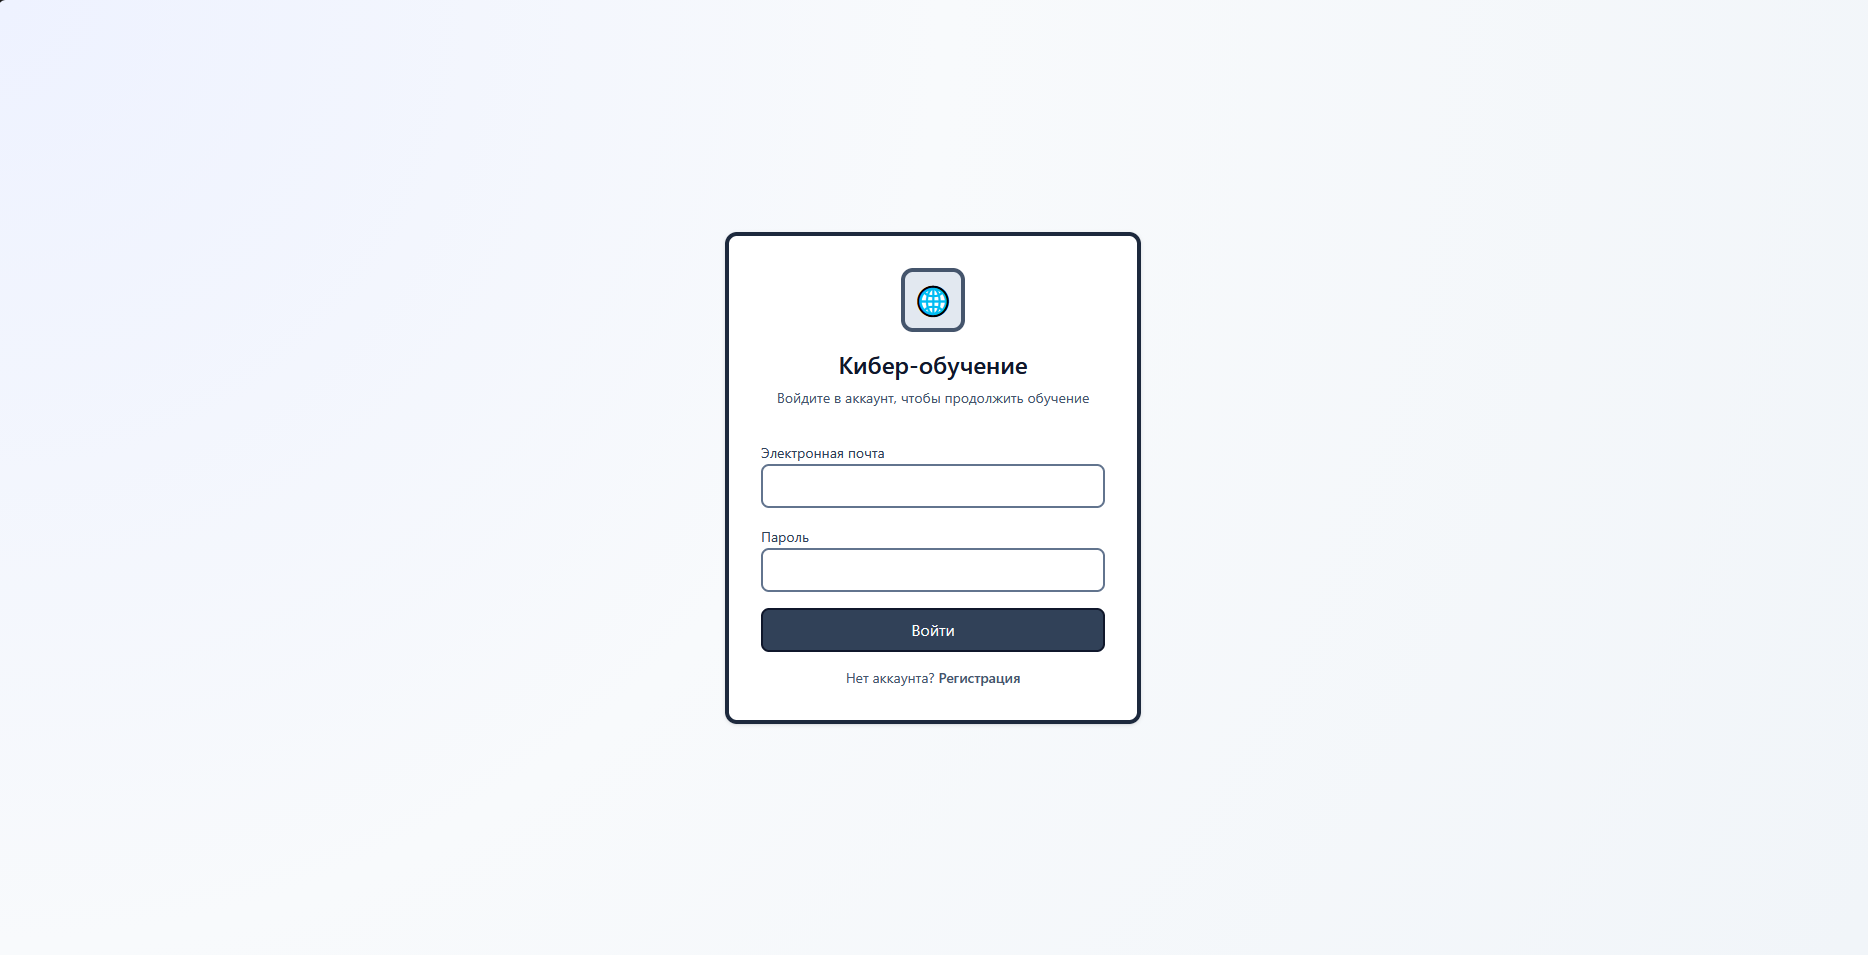 Кибер-обучение
Войдите в аккаунт, чтобы продолжить обучение
Электронная почта
Пароль
Войти
Нет аккаунта? Регистрация